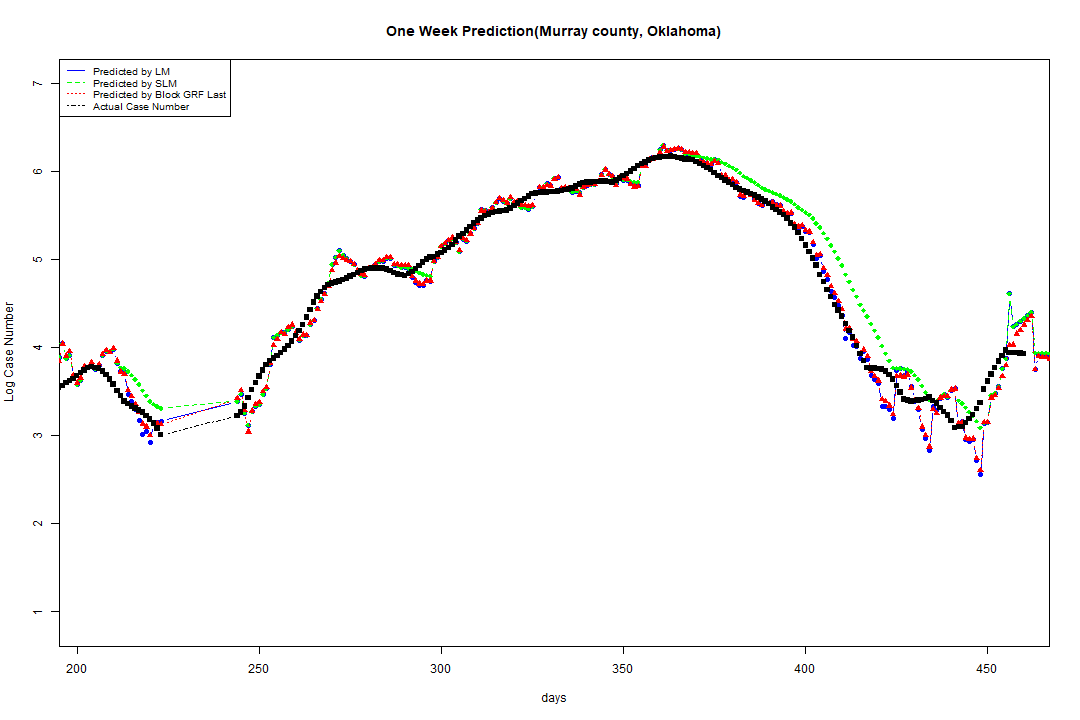 One Week Prediction(Murray county, Oklahoma)
Predicted by LM
Predicted by SLM
Predicted by Block GRF Last
Actual Case Number
7
6
5
4
3
2
1
Log Case Number
200 250 300 350 400 450
days